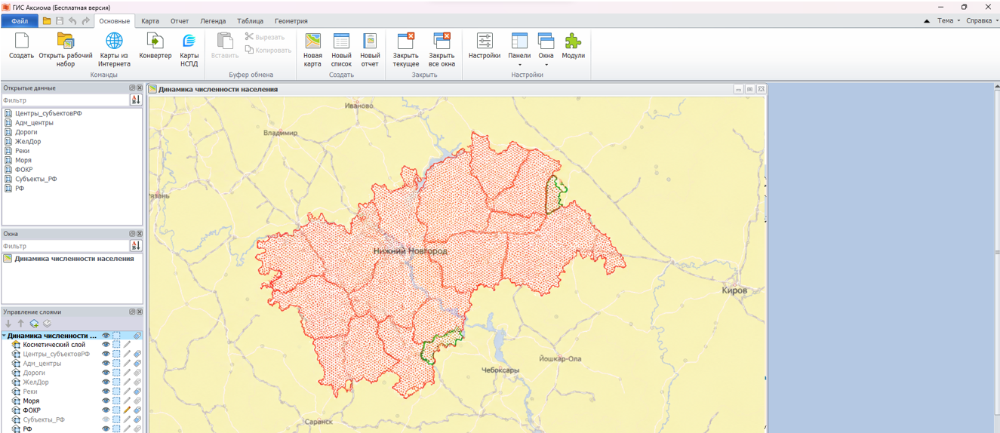 ГИС Аксиома (Бесплатная версия)
Файл Основные Карта Отчет Легенда Таблица Геометрия Тема Справка
Создать Открыть рабочий набор Карты из Интернета Конвертер Карты НСПД
Команды
Вставить Вырезать Копировать
Буфер обмена
Новая карта Новый список Новый отчет
Создать
Закрыть текущее Закрыть все окна
Закрыть
Настройки Панели Окна Модули
Настройки
Открытые данные
Фильтр
Центры_субъектовРФ
Адм_центры
Дороги
ЖелДор
Реки
Моря
ФОКР
Субъекты_РФ
РФ
Окна
Фильтр
Динамика численности населения
Управление слоями
Динамика численности ...
Косметический слой
Центры_субъектовРФ
Адм_центры
Дороги
ЖелДор
Реки
Моря
ФОКР
Субъекты_РФ
РФ
Динамика численности населения
Иваново
Владимир
язань
Нижний Новгород
Киров
Йошкар-Ола
Чебоксары
Саранск